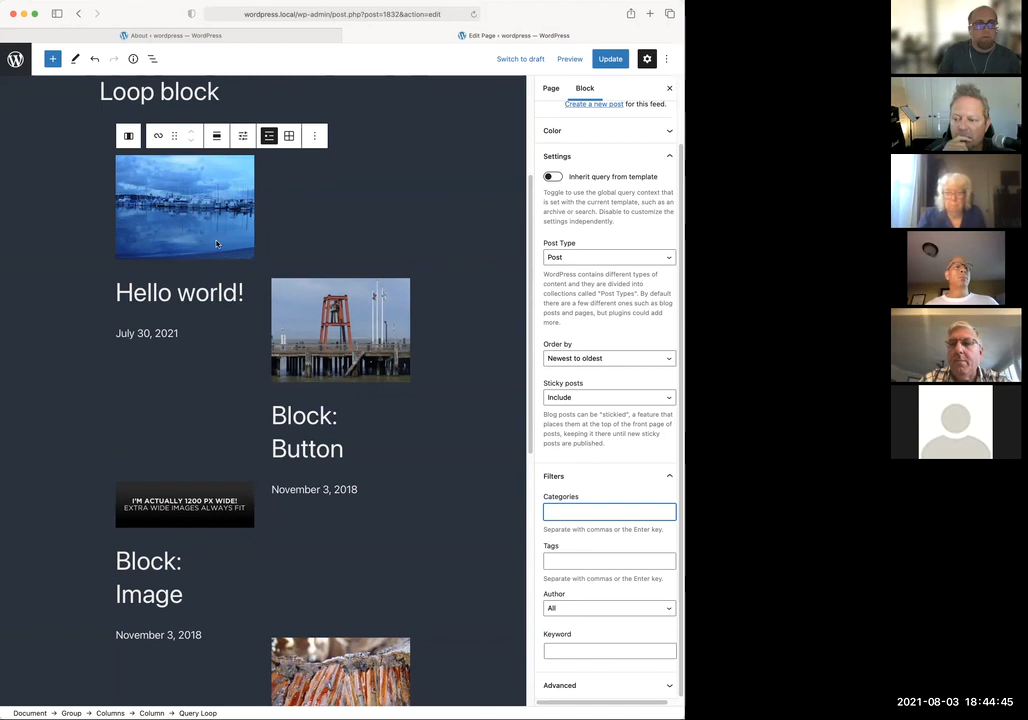 wordpress.local/wp-admin/post.php?post=1832&action=edit
About ‹ wordpress — WordPress
Edit Page ‹ wordpress — WordPress
Switch to draft
Preview
Update
Loop block
Page
Block
Create a new post for this feed.
Color
Settings
Inherit query from template
Toggle to use the global query context that
is set with the current template, such as an
archive or search. Disable to customize the
settings independently.
Post Type
Post
WordPress contains different types of
content and they are divided into
collections called "Post Types". By default
there are a few different ones such as blog
posts and pages, but plugins could add
more.
Order by
Newest to oldest
Sticky posts
Include
Blog posts can be "stickied", a feature that
places them at the top of the front page of
posts, keeping it there until new sticky
posts are published.
Filters
Categories
Separate with commas or the Enter key.
Tags
Separate with commas or the Enter key.
Author
All
Keyword
Advanced
Hello world!
July 30, 2021
Block:
Button
November 3, 2018
I'M ACTUALLY 1200 PX WIDE!
EXTRA WIDE IMAGES ALWAYS FIT
Block:
Image
November 3, 2018
Document → Group → Columns → Column → Query Loop
2021-08-03 18:44:45